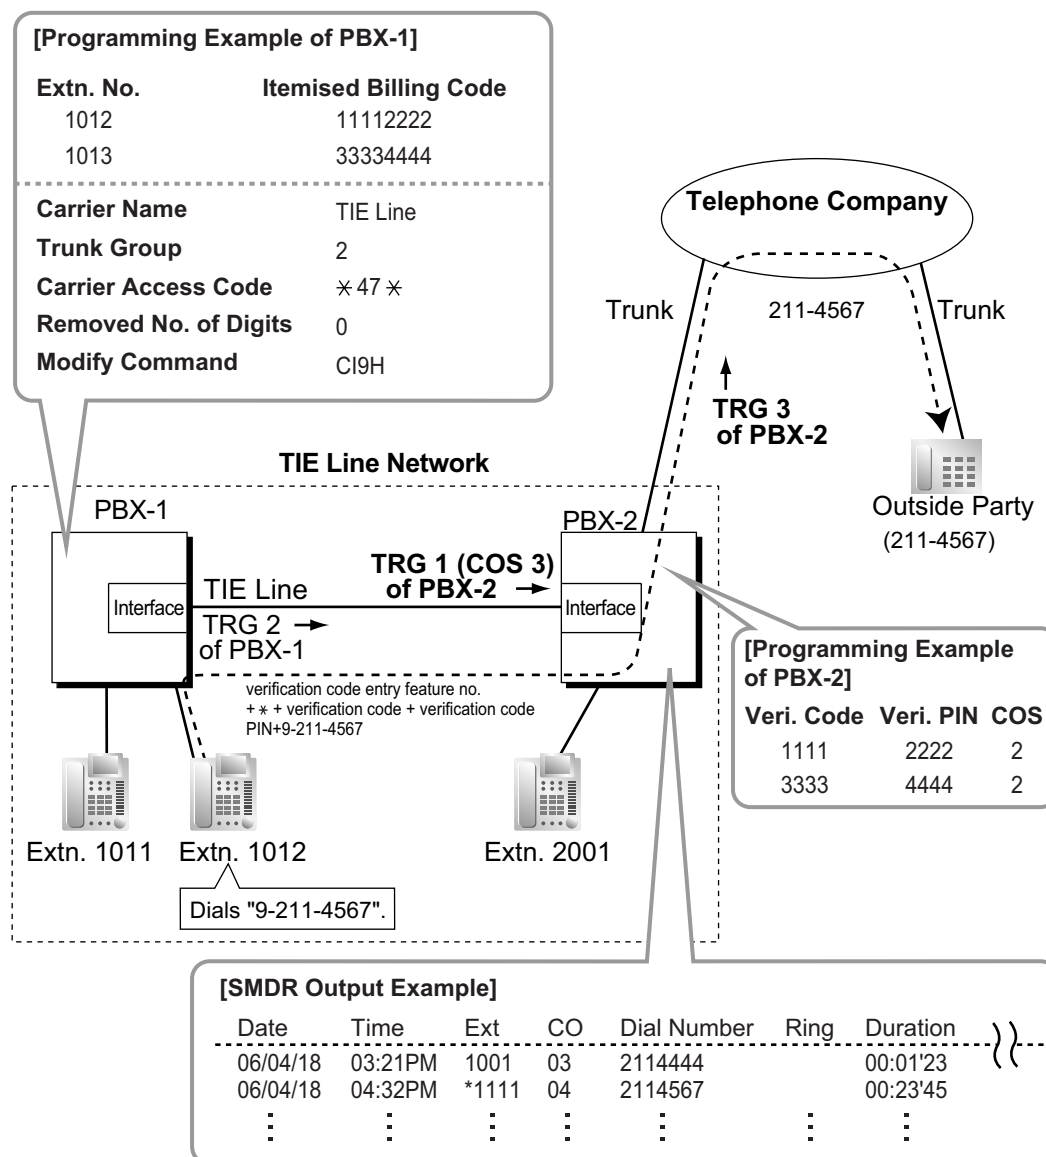 [Programming Example of PBX-1]
Extn. No. Itemised Billing Code
1012 11112222
1013 33334444
Carrier Name TIE Line
Trunk Group 2
Carrier Access Code *47*
Removed No. of Digits 0
Modify Command CI9H
Telephone Company
Trunk 211-4567 Trunk
TRG 3
of PBX-2
Outside Party
(211-4567)
TIE Line Network
PBX-1
PBX-2
Interface
TIE Line
TRG 2 →
of PBX-1
TRG 1 (COS 3)
of PBX-2 →
Interface
verification code entry feature no.
+ * + verification code + verification code
PIN+9-211-4567
[Programming Example
of PBX-2]
Veri. Code Veri. PIN COS
1111 2222 2
3333 4444 2
Extn. 1011 Extn. 1012 Extn. 2001
Dials "9-211-4567".
[SMDR Output Example]
Date Time Ext CO Dial Number Ring Duration
06/04/18 03:21PM 1001 03 2114444 00:01'23
06/04/18 04:32PM *1111 04 2114567 00:23'45